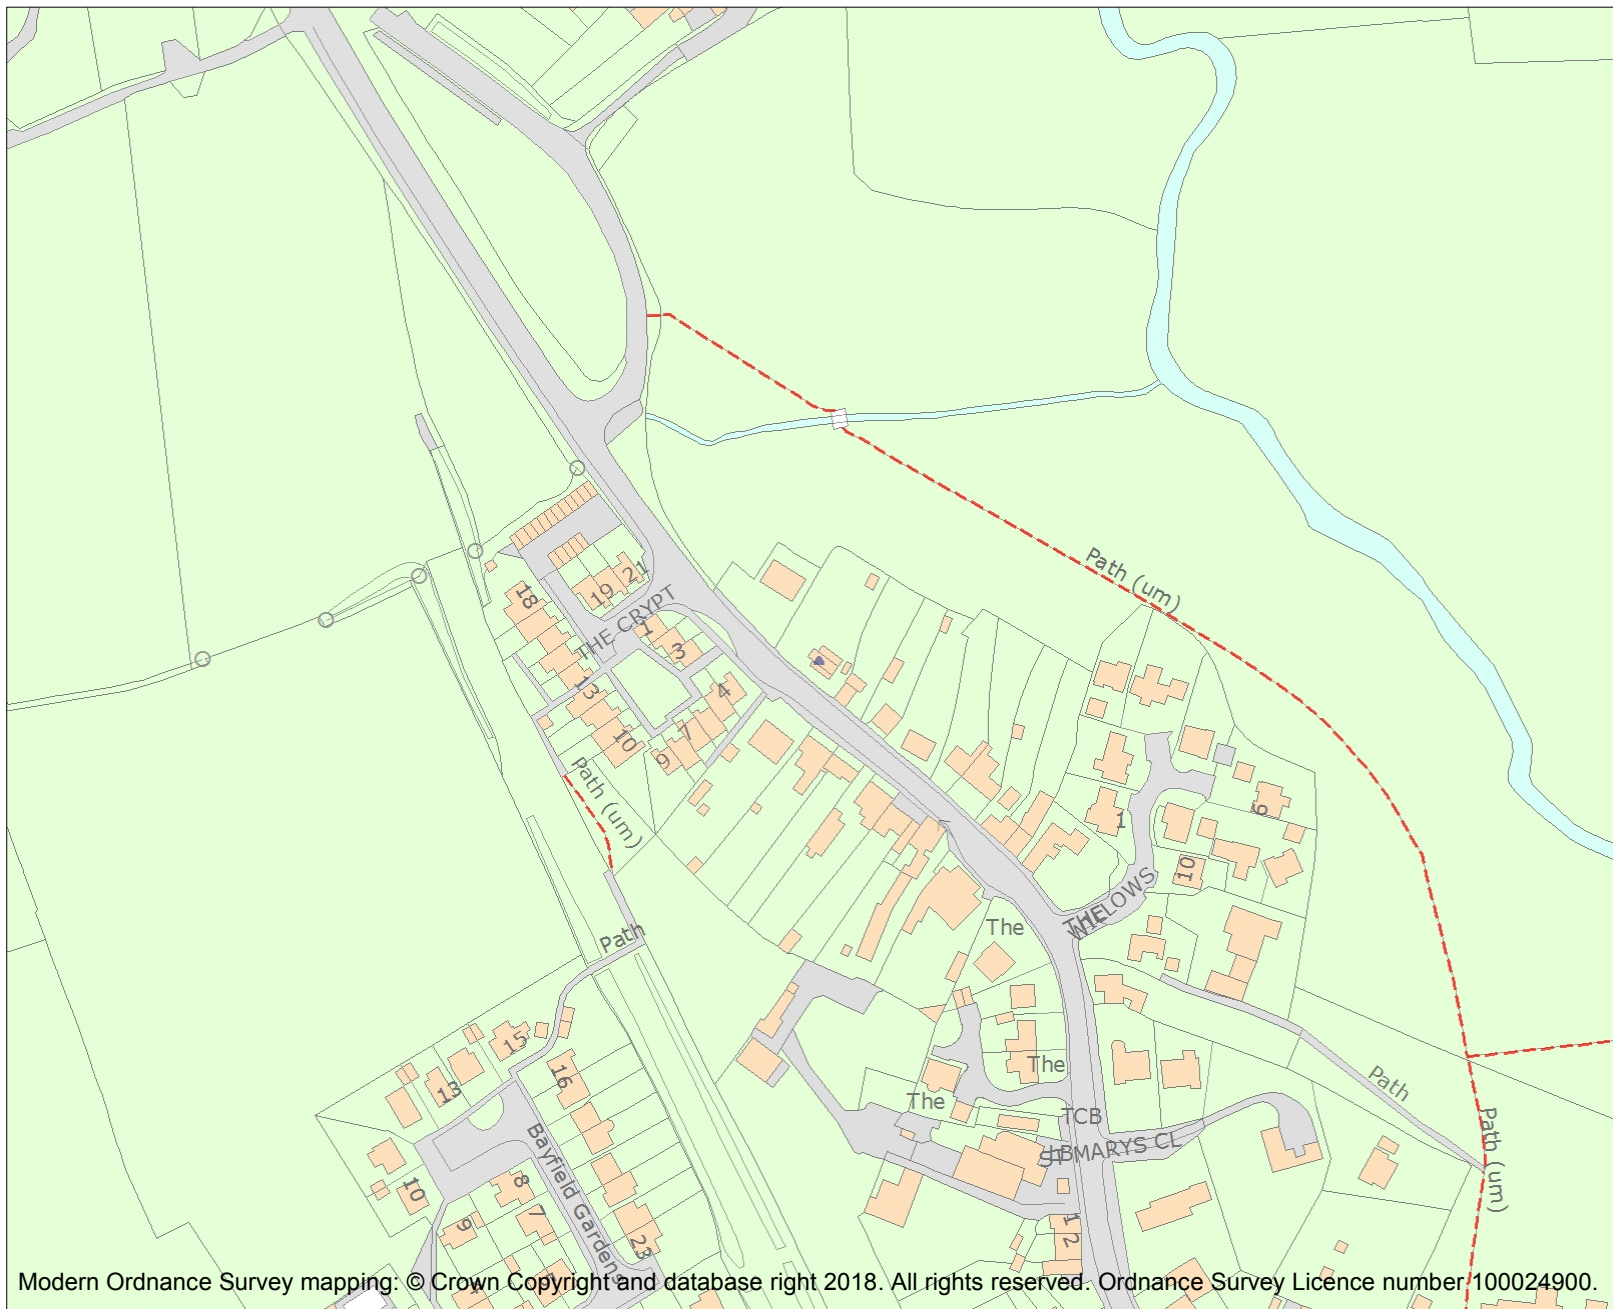 Path (um)
18
19
21
THE CRYPT
1
3
4
13
10
7
9
Path (um)
1
6
10
THE
WILLOWS
The
Path
15
13
16
The
The
Path
TCB
LB
ST MARYS CL
Path (um)
Bayfield Gardens
10
8
7
9
23
1
2
Modern Ordnance Survey mapping: © Crown Copyright and database right 2018. All rights reserved. Ordnance Survey Licence number 100024900.